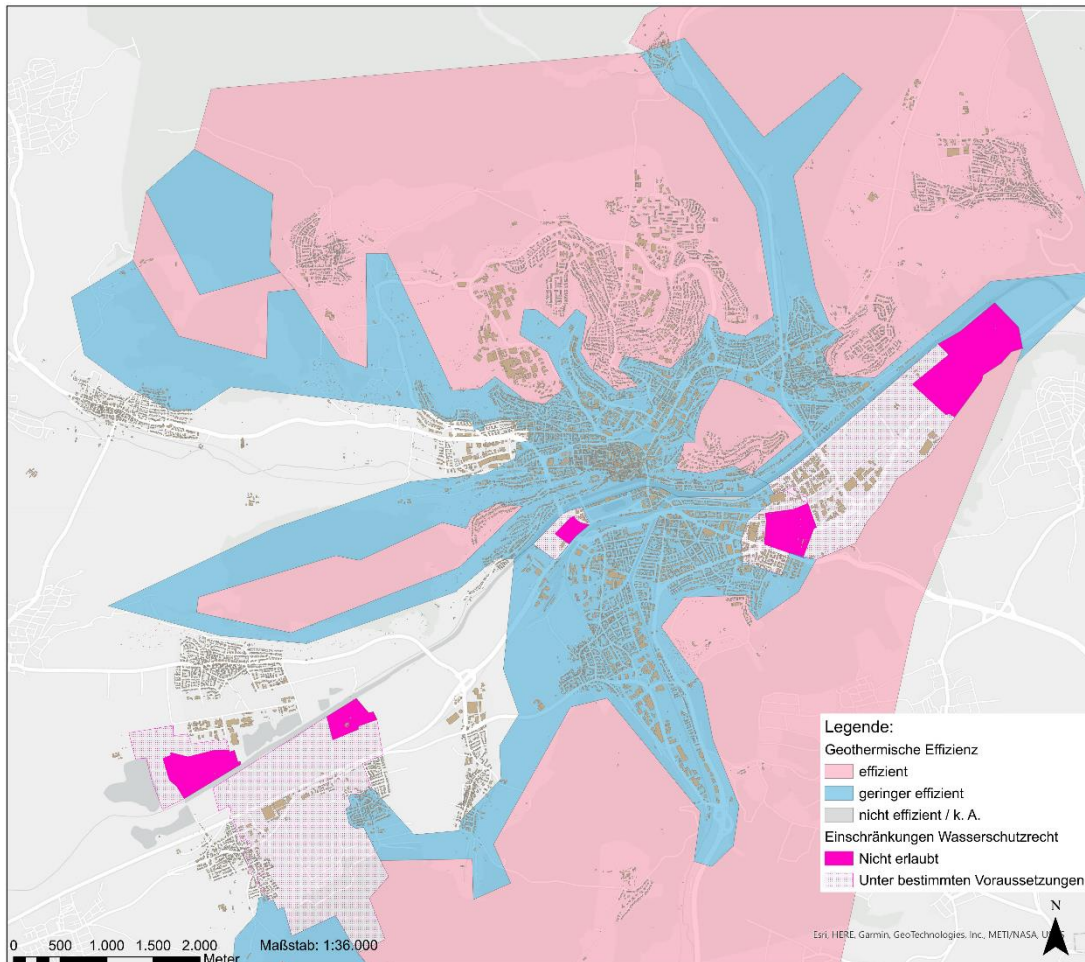 Legende:
Geothermische Effizienz
effizient
geringer effizient
nicht effizient / k. A.
Einschränkungen Wasserschutzrecht
Nicht erlaubt
Unter bestimmten Voraussetzungen
N
0 500 1.000 1.500 2.000
Meter
Maßstab: 1:36.000
Esri, HERE, Garmin, GeoTechnologies, Inc., METI/NASA,